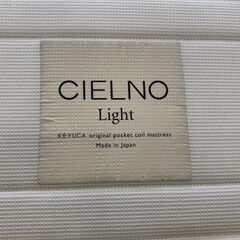 CIELNO
Light
KEYUCA original pocket coil mattress
Made in Japan